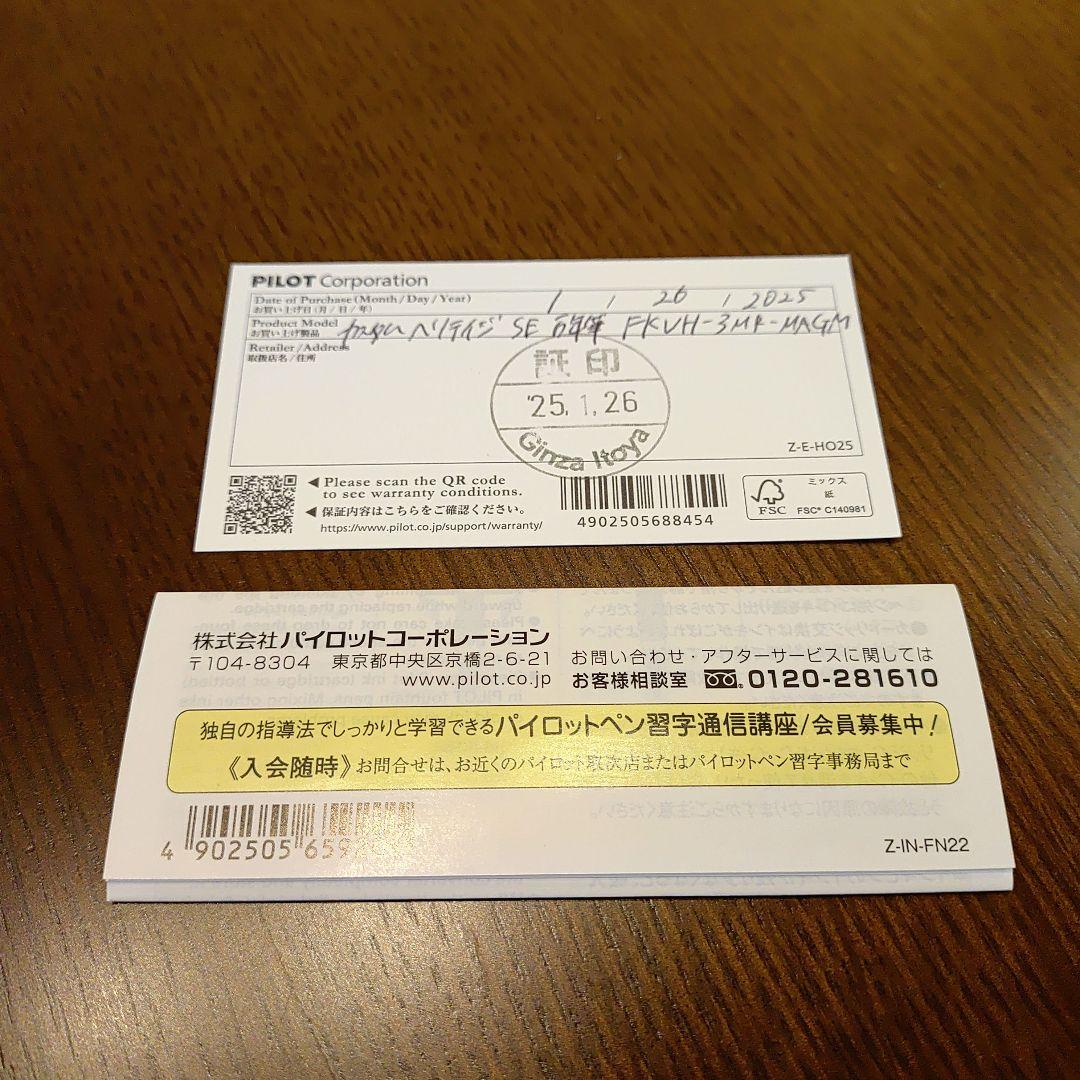 PILOT Corporation
Date of Purchase (Month / Day / Year) 1 / 26 / 2025
お買い上げ日(月/日/年)
Product Model ヘリテイジ SE FKVH-3MR-MAGM
お買い上げ製品
Retailer / Address
取扱店名/住所
証印
'25.1.26
Ginza Itoya
Z-E-HO25
◀ Please scan the QR code
to see warranty conditions.
◀ 保証内容はこちらをご確認ください。
https://www.pilot.co.jp/support/warranty/
4902505688454
FSC
ミックス
紙
FSC® C140981
株式会社パイロットコーポレーション
〒104-8304 東京都中央区京橋2-6-21
www.pilot.co.jp
お問い合わせ・アフターサービスに関しては
お客様相談室 0120-281610
独自の指導法でしっかりと学習できるパイロットペン習字通信講座/会員募集中!
《入会随時》お問合せは、お近くのパイロット取次店またはパイロットペン習字事務局まで
4 902505
Z-IN-FN22